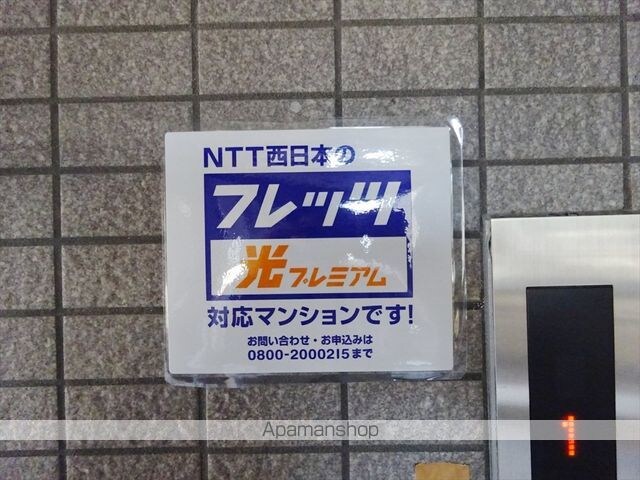 NTT西日本の
フレッツ
光プレミアム
対応マンションです!
お問い合わせ・お申込みは
0800-2000215まで
Apamanshop